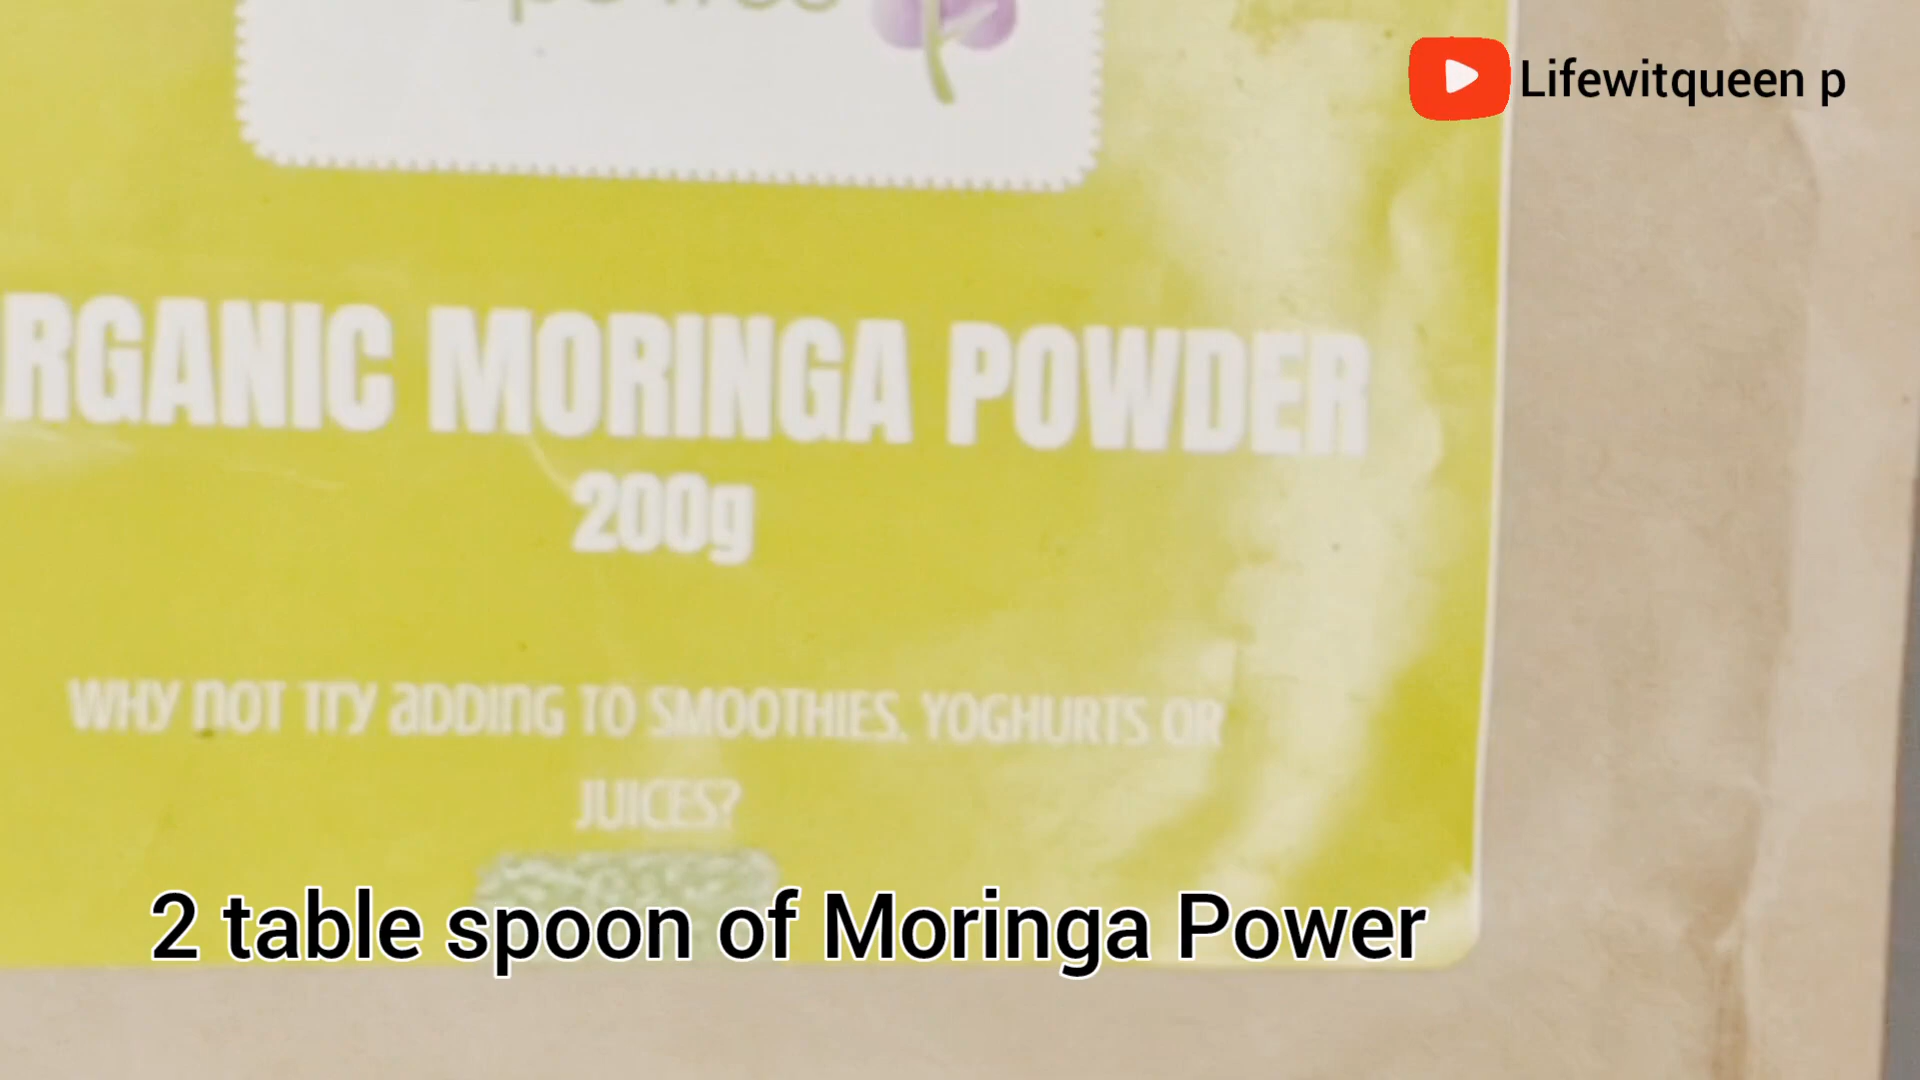 Lifewitqueen p
RGANIC MORINGA POWDER
200g
WHY NOT TRY ADDING TO SMOOTHIES, YOGHURTS OR
JUICES?
2 table spoon of Moringa Power